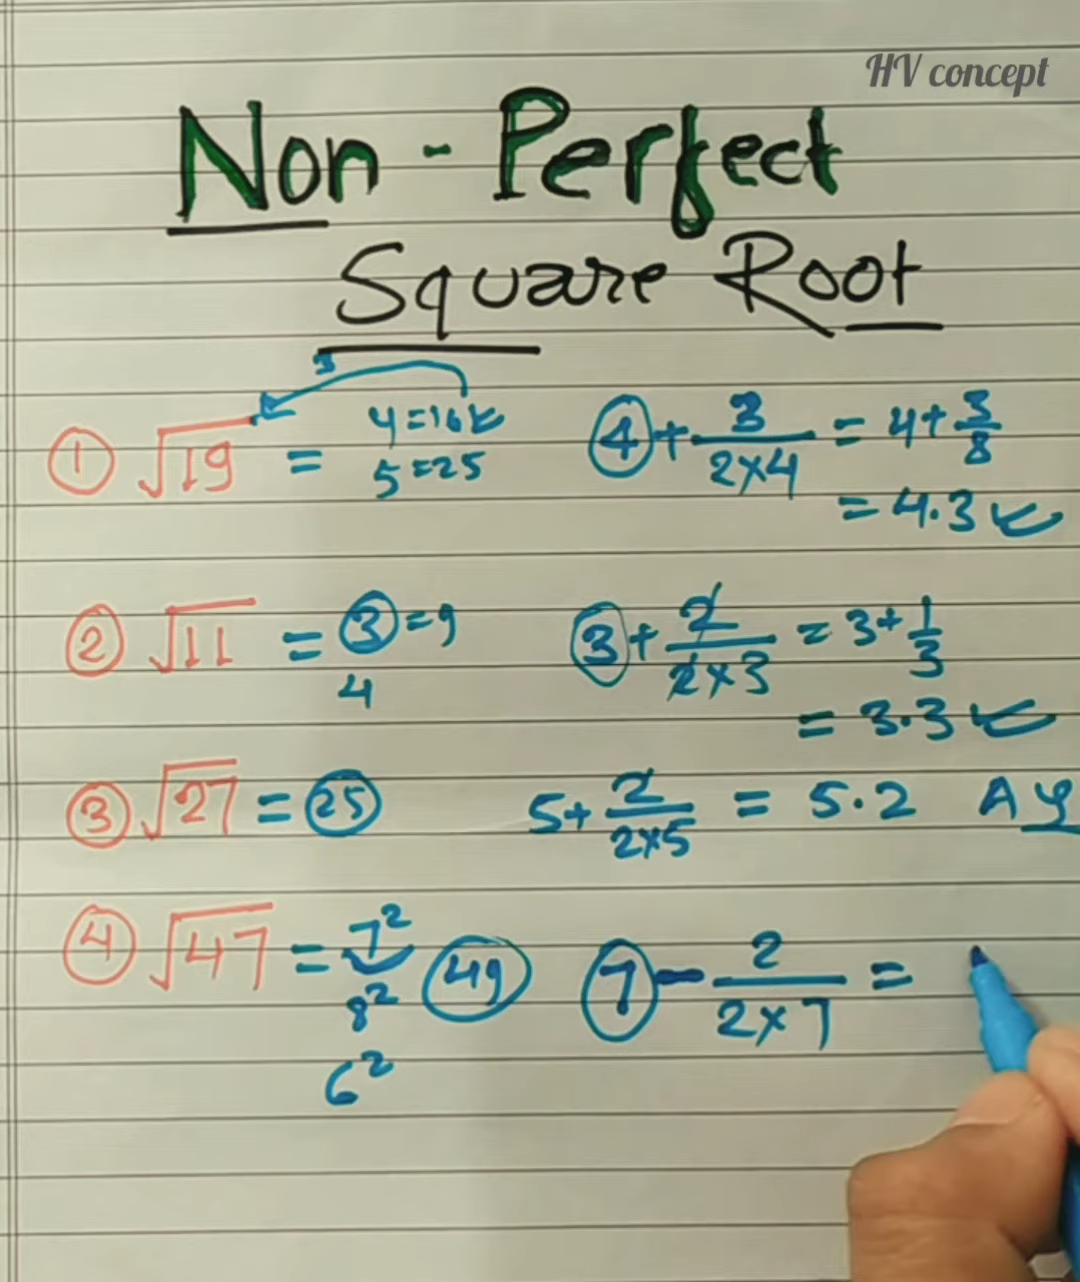 HV concept
Non - Perfect
Square Root
3
① √19 = 4=16✓ ④ + 3/(2×4) = 4 + 3/8
5=25 = 4.3 ✓
② √11 = ③ = 9 ③ + 2/(2×3) = 3 + 1/3
4 = 3.3 ✓
③ √27 = ㉕ 5 + 2/(2×5) = 5.2
④ √47 = 7² ㊾ ⑦ - 2/(2×7) =
8²
6²